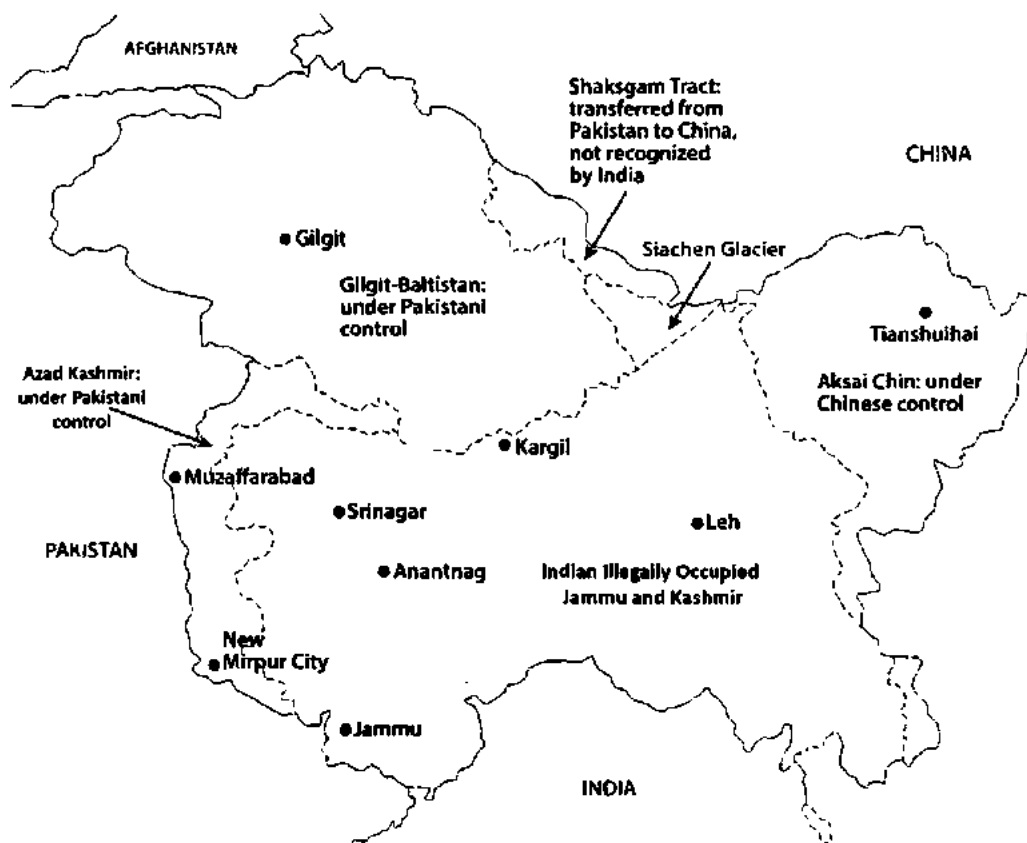 AFGHANISTAN
Shaksgam Tract:
transferred from
Pakistan to China,
not recognized
by India
CHINA
Gilgit
Siachen Glacier
Gilgit-Baltistan:
under Pakistani
control
Tianshuihai
Azad Kashmir:
under Pakistani
control
Aksai Chin: under
Chinese control
Kargil
Muzaffarabad
Srinagar
Leh
PAKISTAN
Anantnag
Indian Illegally Occupied
Jammu and Kashmir
New
Mirpur City
Jammu
INDIA